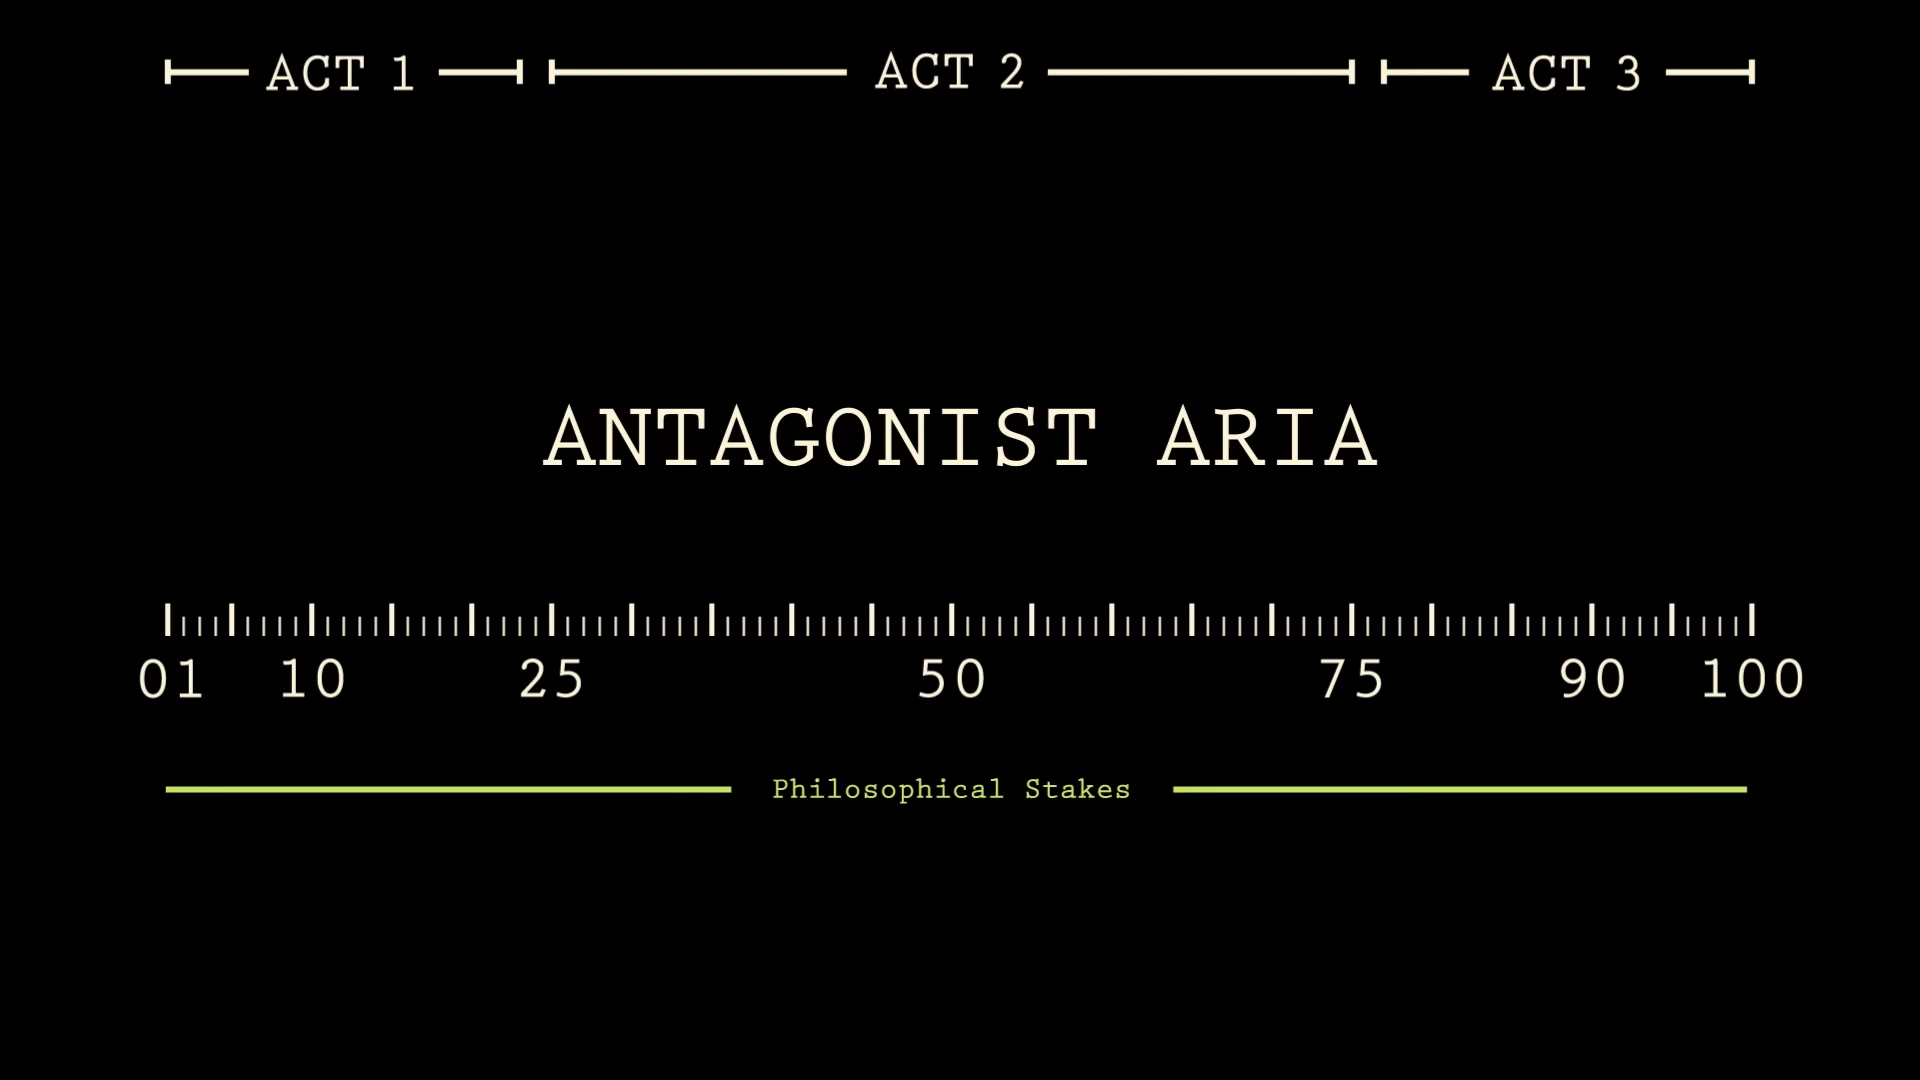 ACT 1 ACT 2 ACT 3
ANTAGONIST ARIA
01 10 25 50 75 90 100
Philosophical Stakes